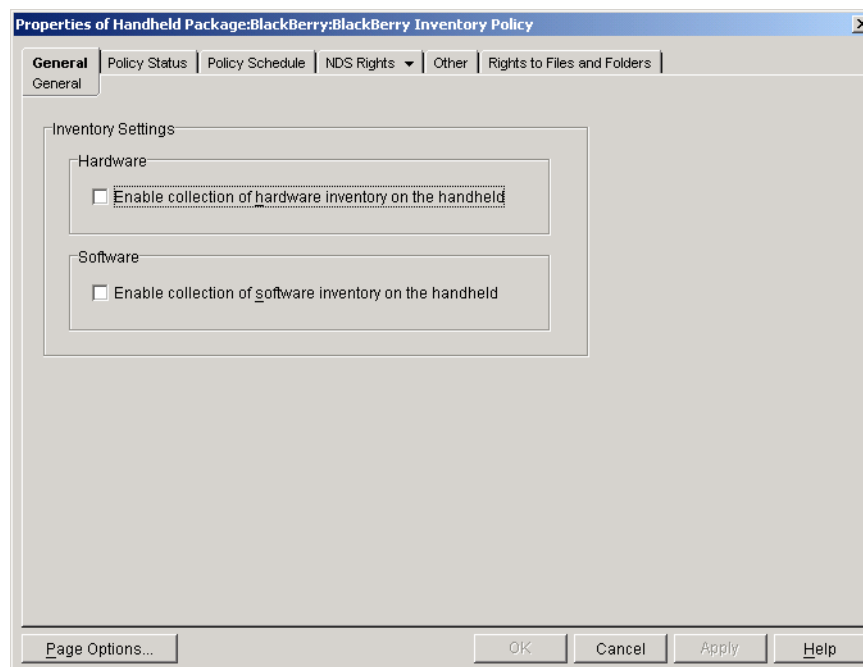 Properties of Handheld Package:BlackBerry:BlackBerry Inventory Policy
General Policy Status Policy Schedule NDS Rights Other Rights to Files and Folders
General
Inventory Settings
Hardware
Enable collection of hardware inventory on the handheld
Software
Enable collection of software inventory on the handheld
Page Options... OK Cancel Apply Help